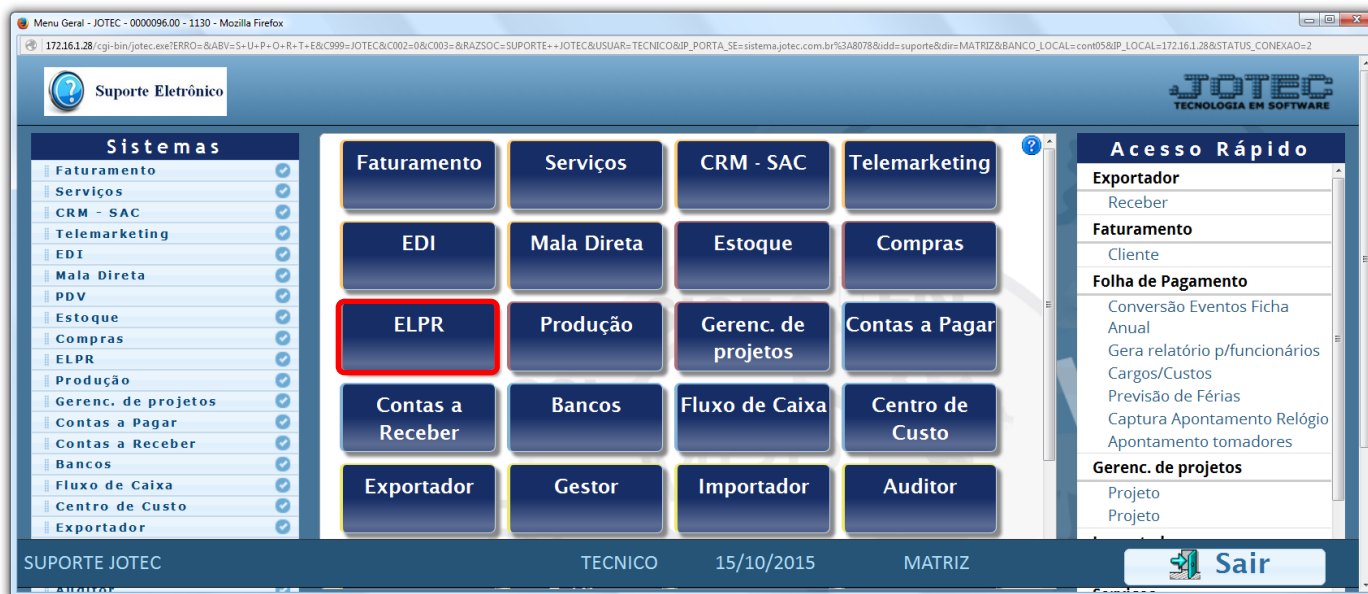 Menu Geral - JOTEC - 0000096.00 - 1130 - Mozilla Firefox
172.16.1.28/cgi-bin/jotec.exe?ERRO=&ABV=S+U+P+O+R+T+E&C999=JOTEC&C002=0&C003=&RAZSOC=SUPORTE++JOTEC&USUAR=TECNICO&IP_PORTA_SE=sistema.jotec.com.br%3A8078&idd=suporte&dir=MATRIZ&BANCO_LOCAL=cont05&IP_LOCAL=172.16.1.28&STATUS_CONEXAO=2
Suporte Eletrônico
JOTEC
TECNOLOGIA EM SOFTWARE
Sistemas
Faturamento
Serviços
CRM - SAC
Telemarketing
EDI
Mala Direta
PDV
Estoque
Compras
ELPR
Produção
Gerenc. de projetos
Contas a Pagar
Contas a Receber
Bancos
Fluxo de Caixa
Centro de Custo
Exportador
Auditor
Faturamento
Serviços
CRM - SAC
Telemarketing
EDI
Mala Direta
Estoque
Compras
ELPR
Produção
Gerenc. de
projetos
Contas a Pagar
Contas a
Receber
Bancos
Fluxo de Caixa
Centro de
Custo
Exportador
Gestor
Importador
Auditor
Acesso Rápido
Exportador
Receber
Faturamento
Cliente
Folha de Pagamento
Conversão Eventos Ficha
Anual
Gera relatório p/funcionários
Cargos/Custos
Previsão de Férias
Captura Apontamento Relógio
Apontamento tomadores
Gerenc. de projetos
Projeto
Projeto
SUPORTE JOTEC
TECNICO
15/10/2015
MATRIZ
Sair